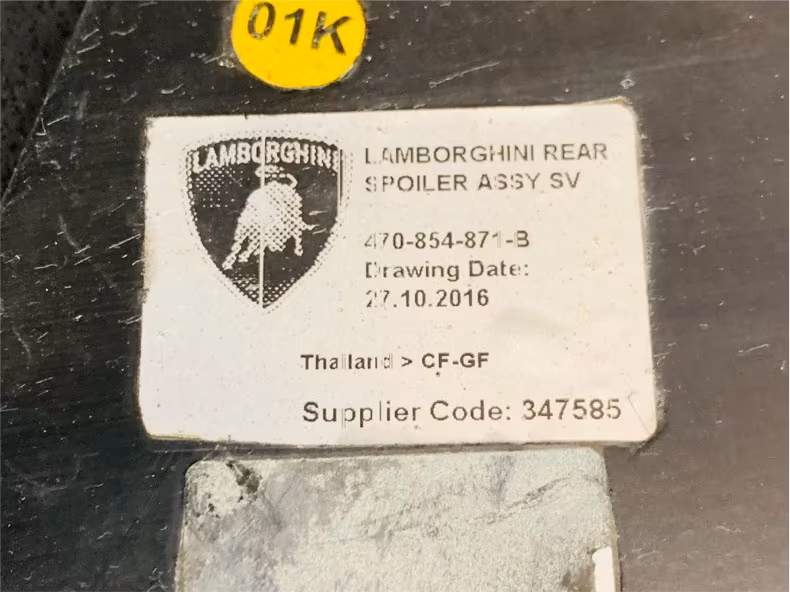 01K
LAMBORGHINI
LAMBORGHINI REAR
SPOILER ASSY SV
470-854-871-B
Drawing Date:
27.10.2016
Thailand > CF-GF
Supplier Code: 347585